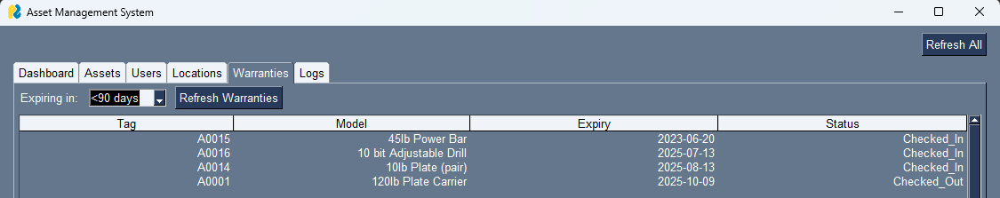 Asset Management System
Refresh All
Dashboard Assets Users Locations Warranties Logs
Expiring in: <90 days Refresh Warranties
Tag Model Expiry Status
A0015 45lb Power Bar 2023-06-20 Checked_In
A0016 10 bit Adjustable Drill 2025-07-13 Checked_In
A0014 10lb Plate (pair) 2025-08-13 Checked_In
A0001 120lb Plate Carrier 2025-10-09 Checked_Out